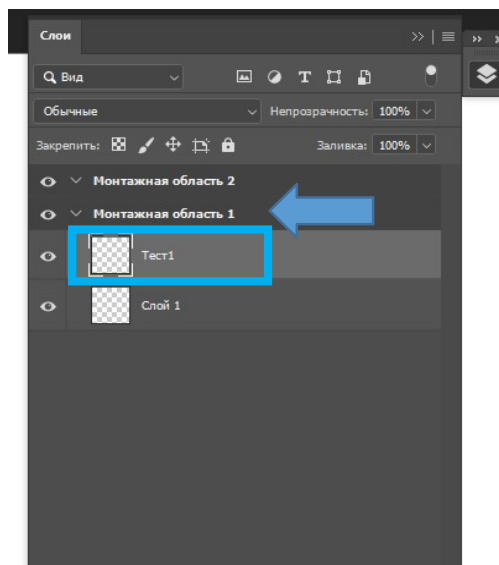 Слои
Вид
Обычные Непрозрачность: 100%
Закрепить: Заливка: 100%
Монтажная область 2
Монтажная область 1
Тест1
Слой 1